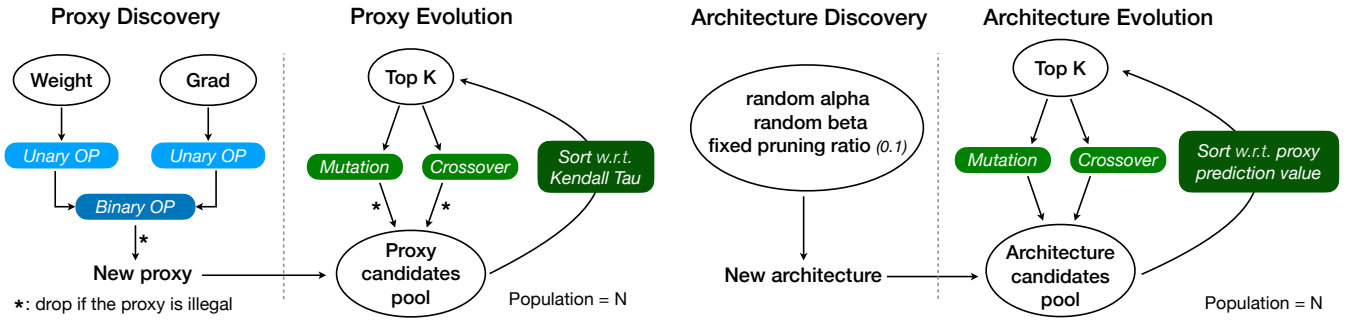 Proxy Discovery
Weight
Grad
Unary OP
Unary OP
Binary OP
*
New proxy
*: drop if the proxy is illegal
Proxy Evolution
Top K
Mutation
Crossover
Sort w.r.t.
Kendall Tau
*
*
Proxy
candidates
pool
Population = N
Architecture Discovery
random alpha
random beta
fixed pruning ratio (0.1)
New architecture
Architecture Evolution
Top K
Mutation
Crossover
Sort w.r.t. proxy
prediction value
Architecture
candidates
pool
Population = N